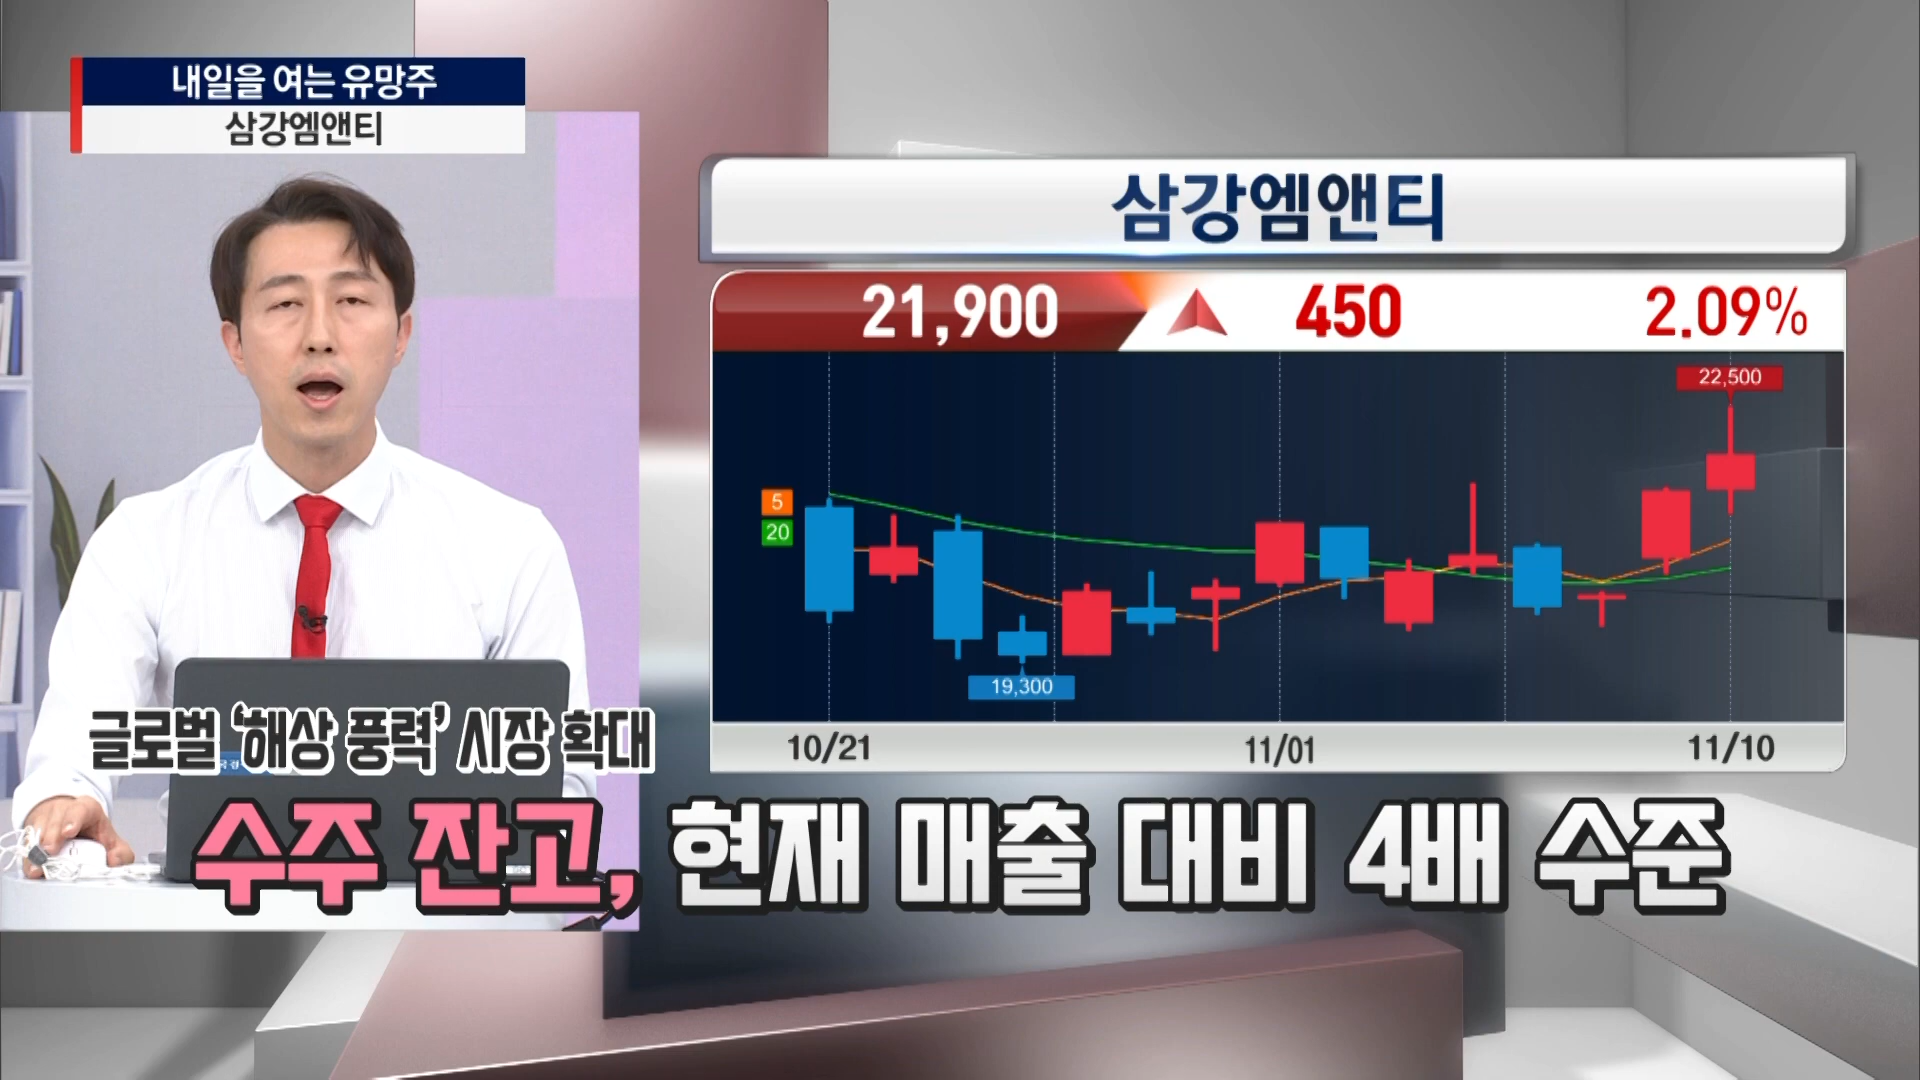 내일을 여는 유망주
삼강엠앤티
삼강엠앤티
21,900 450 2.09%
22,500
5
20
19,300
10/21 11/01 11/10
글로벌 '해상 풍력' 시장 확대
수주 잔고, 현재 매출 대비 4배 수준